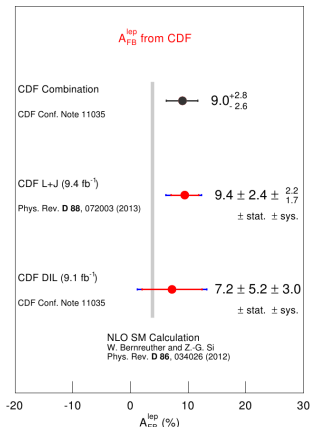 A_FB^lep from CDF
CDF Combination
9.0 +2.8 - 2.6
CDF Conf. Note 11035
CDF L+J (9.4 fb^-1)
9.4 ± 2.4 ± 2.2 1.7
Phys. Rev. D 88, 072003 (2013)
± stat. ± sys.
CDF DIL (9.1 fb^-1)
7.2 ± 5.2 ± 3.0
CDF Conf. Note 11035
± stat. ± sys.
NLO SM Calculation
W. Bernreuther and Z.-G. Si
Phys. Rev. D 86, 034026 (2012)
-20 -10 0 10 20 30
A_FB^lep (%)